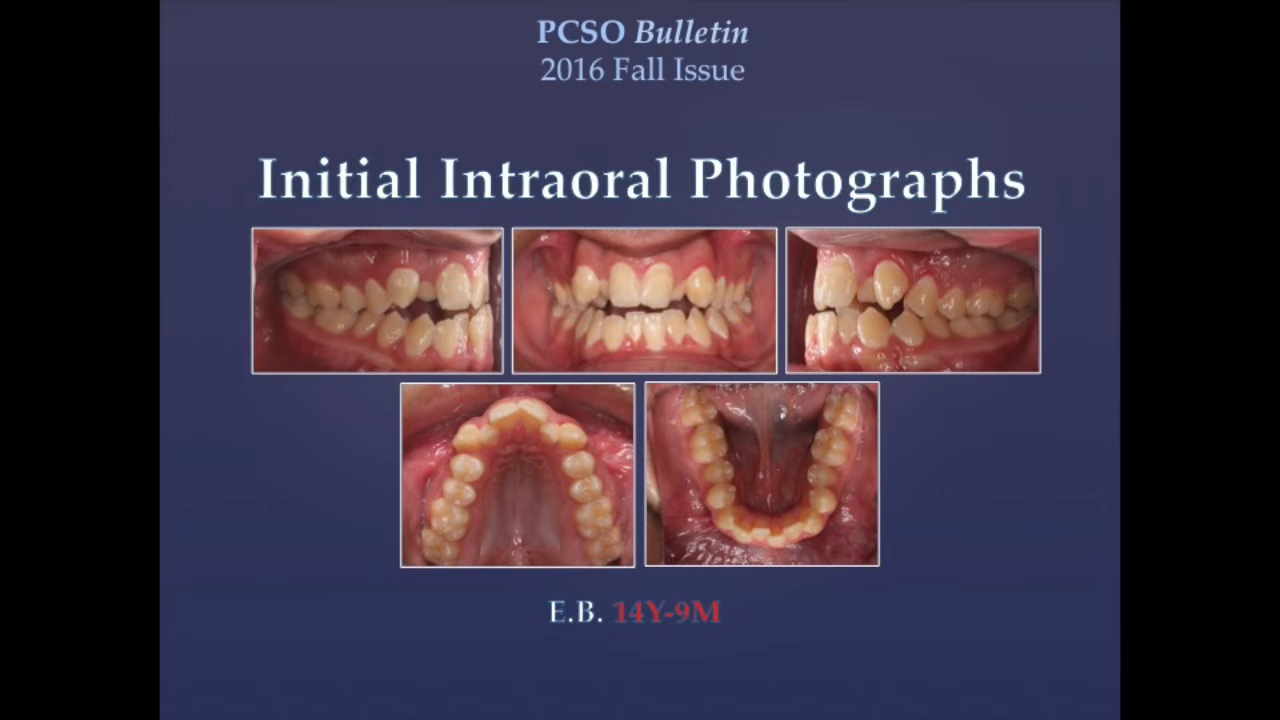 PCSO Bulletin
2016 Fall Issue
Initial Intraoral Photographs
E.B. 14Y-9M